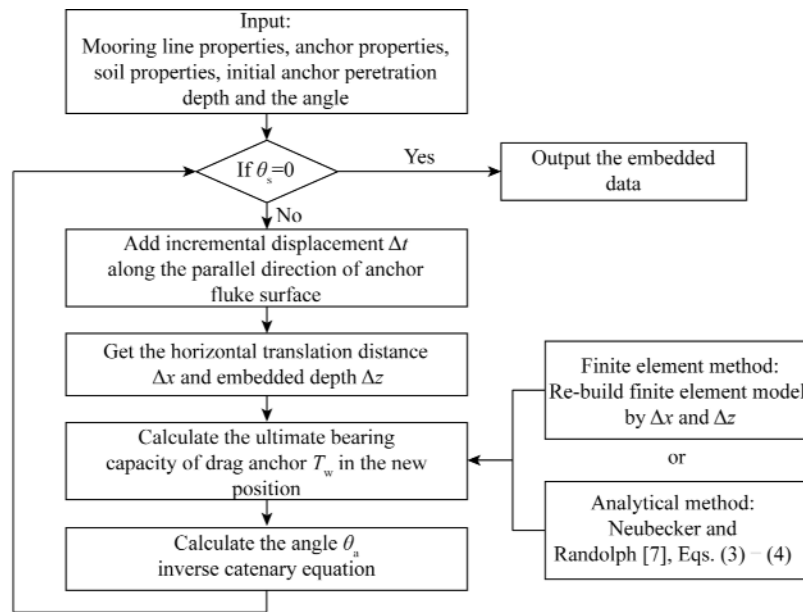 Input:
Mooring line properties, anchor properties,
soil properties, initial anchor peretration
depth and the angle
If θs=0
Yes
Output the embedded
data
No
Add incremental displacement Δt
along the parallel direction of anchor
fluke surface
Get the horizontal translation distance
Δx and embedded depth Δz
Calculate the ultimate bearing
capacity of drag anchor Tw in the new
position
Calculate the angle θa
inverse catenary equation
Finite element method:
Re-build finite element model
by Δx and Δz
or
Analytical method:
Neubecker and
Randolph [7], Eqs. (3) − (4)